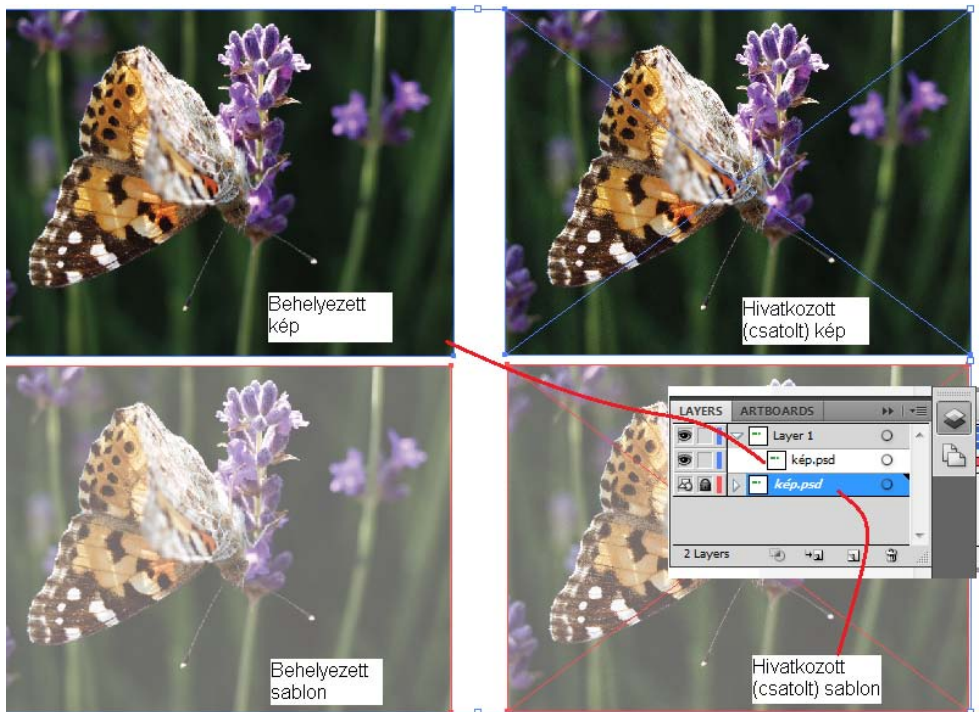 Behelyezett
kép
Hivatkozott
(csatolt) kép
LAYERS ARTBOARDS
Layer 1
kép.psd
kép.psd
2 Layers
Behelyezett
sablon
Hivatkozott
(csatolt) sablon